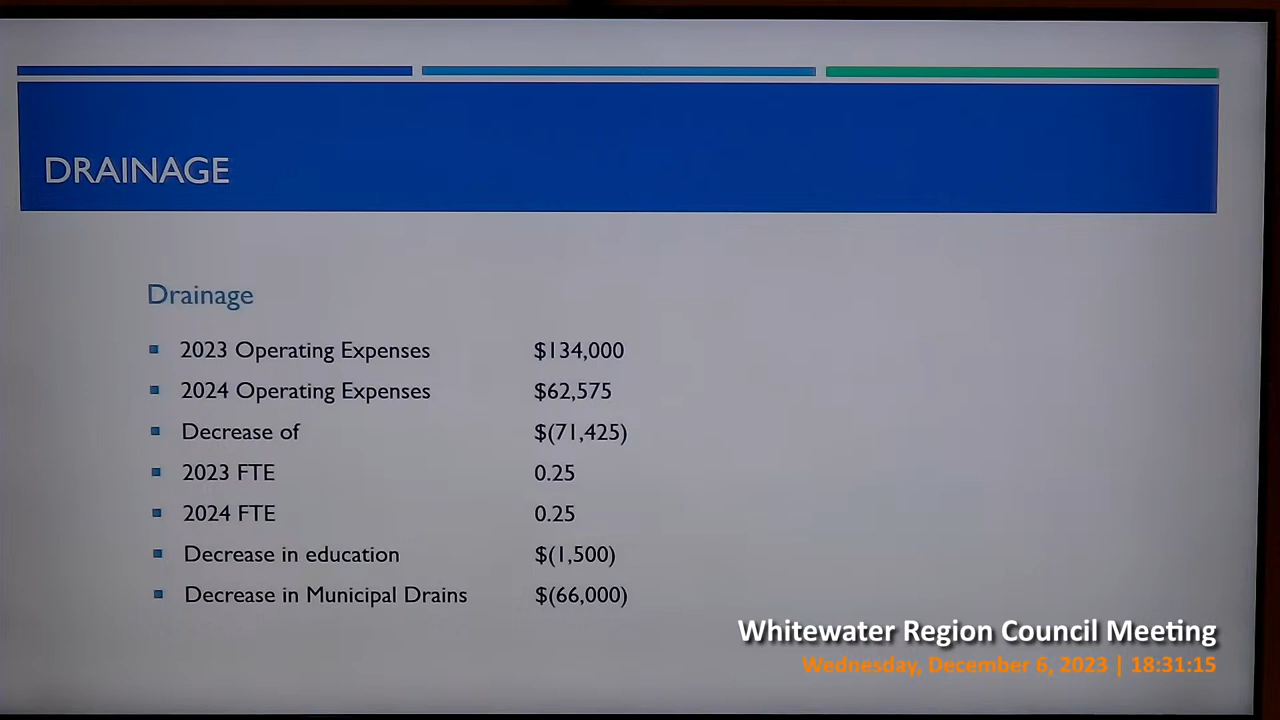 DRAINAGE
Drainage
2023 Operating Expenses $134,000
2024 Operating Expenses $62,575
Decrease of $(71,425)
2023 FTE 0.25
2024 FTE 0.25
Decrease in education $(1,500)
Decrease in Municipal Drains $(66,000)
Whitewater Region Council Meeting
Wednesday, December 6, 2023 | 18:31:15